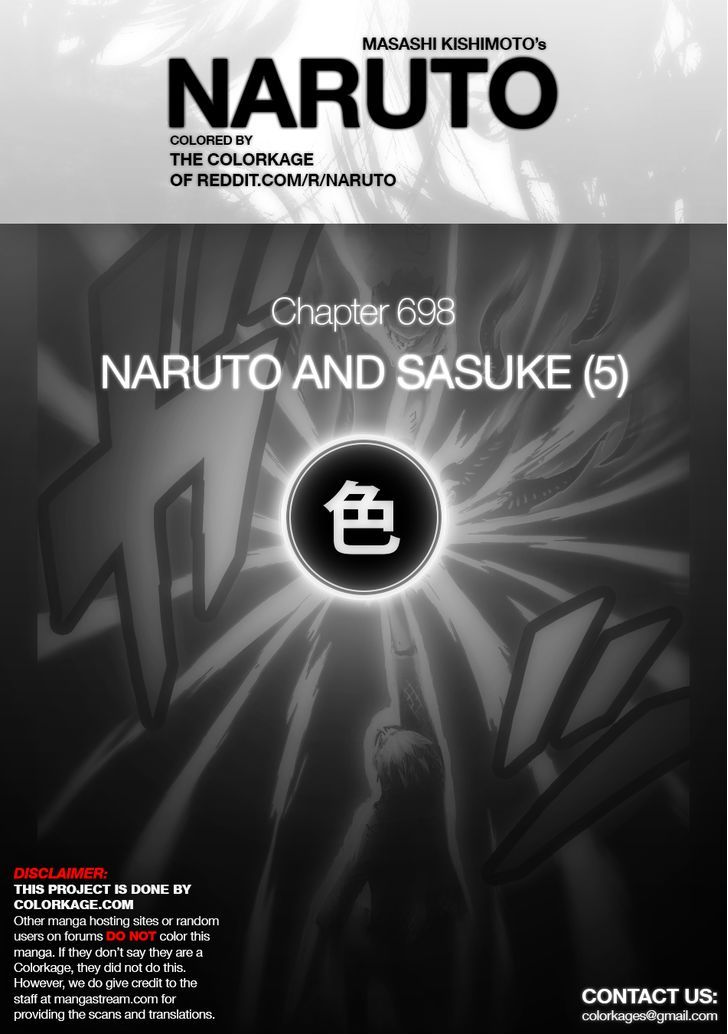 MASASHI KISHIMOTO's
NARUTO
COLORED BY
THE COLORKAGE
OF REDDIT.COM/R/NARUTO
Chapter 698
NARUTO AND SASUKE (5)
ガ
色
ッ
DISCLAIMER:
THIS PROJECT IS DONE BY
COLORKAGE.COM
Other manga hosting sites or random
users on forums DO NOT color this
manga. If they don't say they are a
Colorkage, they did not do this.
However, we do give credit to the
staff at mangastream.com for
providing the scans and translations.
CONTACT US:
colorkages@gmail.com